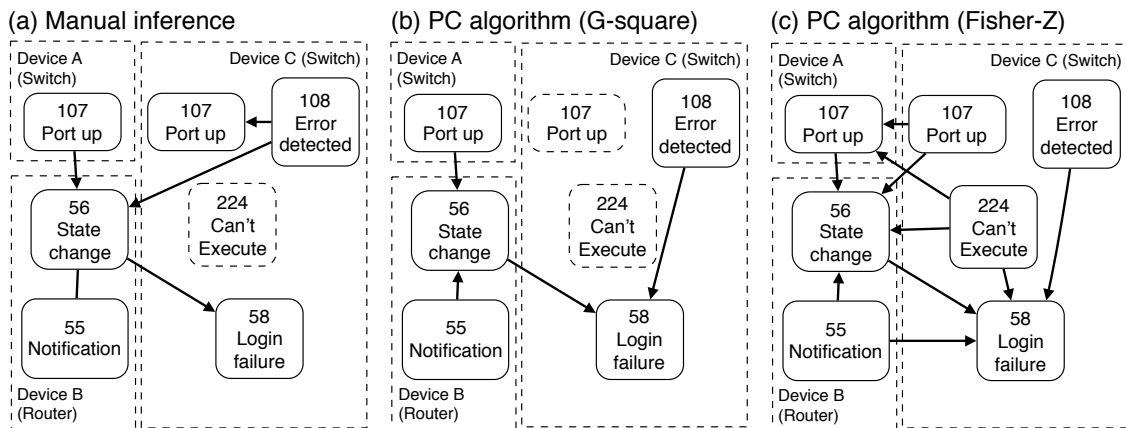 (a) Manual inference
Device A
(Switch)
Device C (Switch)
107
Port up
107
Port up
108
Error
detected
56
State
change
224
Can't
Execute
55
Notification
58
Login
failure
Device B
(Router)
(b) PC algorithm (G-square)
Device A
(Switch)
Device C (Switch)
107
Port up
107
Port up
108
Error
detected
56
State
change
224
Can't
Execute
55
Notification
58
Login
failure
Device B
(Router)
(c) PC algorithm (Fisher-Z)
Device A
(Switch)
Device C (Switch)
107
Port up
107
Port up
108
Error
detected
56
State
change
224
Can't
Execute
55
Notification
58
Login
failure
Device B
(Router)